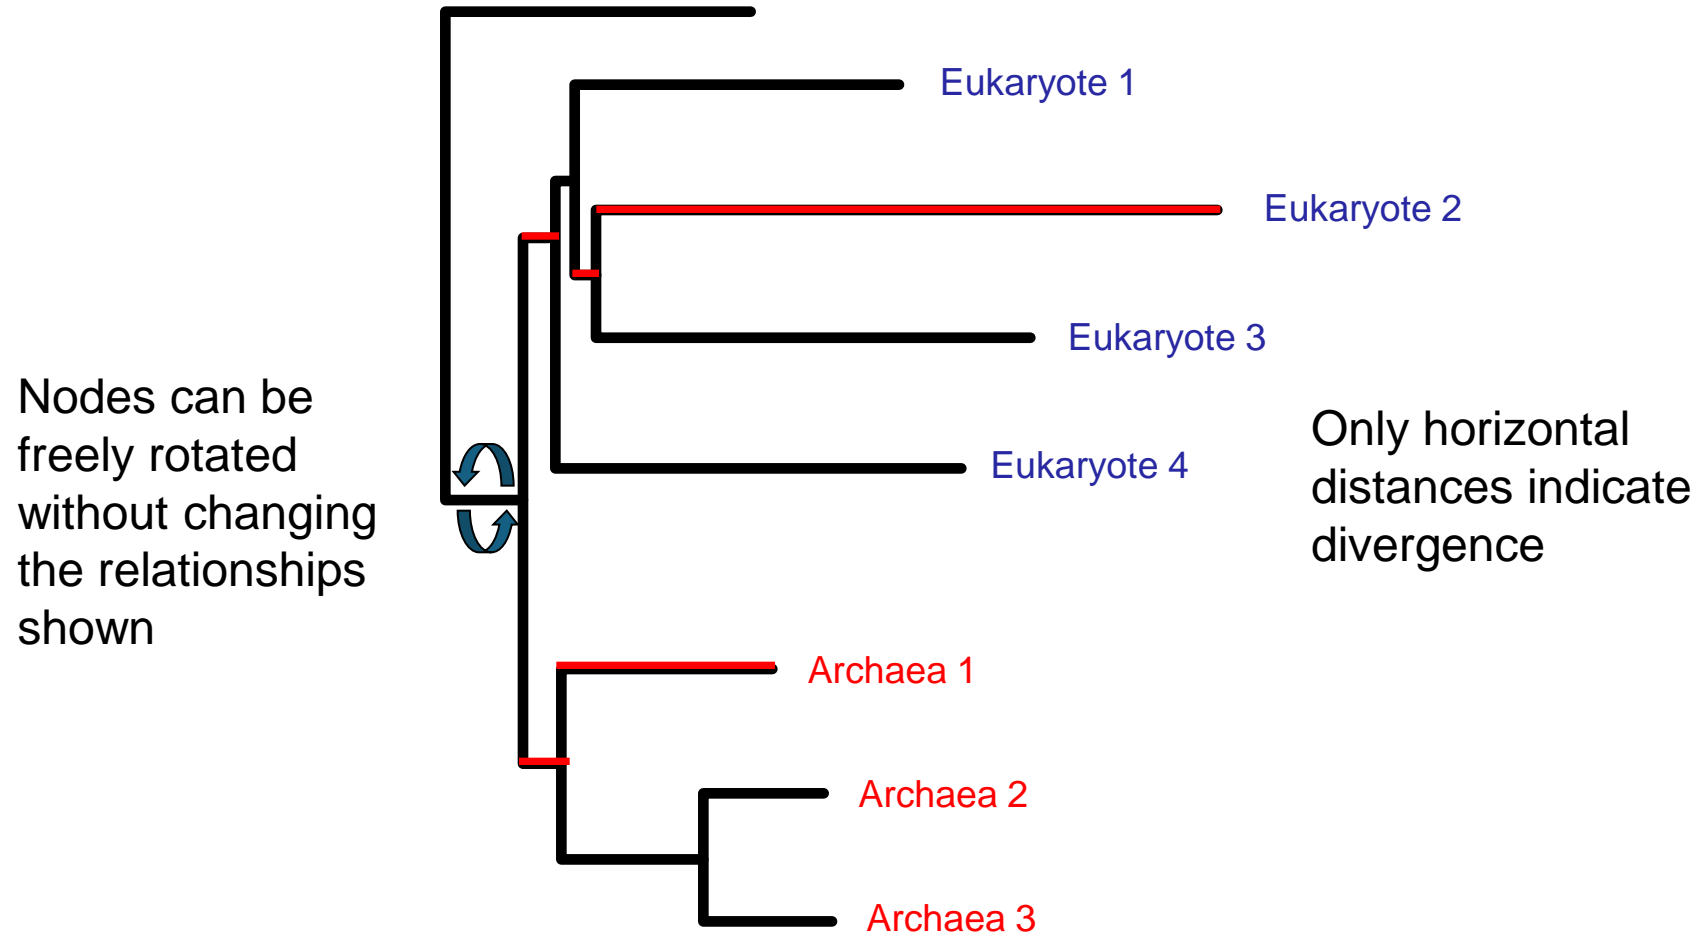 Eukaryote 1
Eukaryote 2
Eukaryote 3
Nodes can be
freely rotated
without changing
the relationships
shown
Only horizontal
distances indicate
divergence
Eukaryote 4
Archaea 1
Archaea 2
Archaea 3